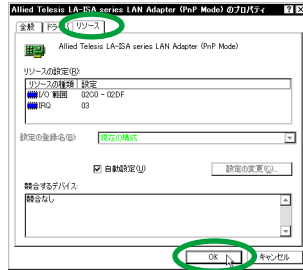 Allied Telesis LA-ISA series LAN Adapter (PnP Mode) のプロパティ ? ×
全般 ドライバ リソース
Allied Telesis LA-ISA series LAN Adapter (PnP Mode)
リソースの設定(R):
リソースの種類 設定
I/O 範囲 02C0 - 02DF
IRQ 03
設定の登録名(B): 現在の構成
自動設定(U) 設定の変更(C)...
競合するデバイス:
競合なし
OK キャンセル